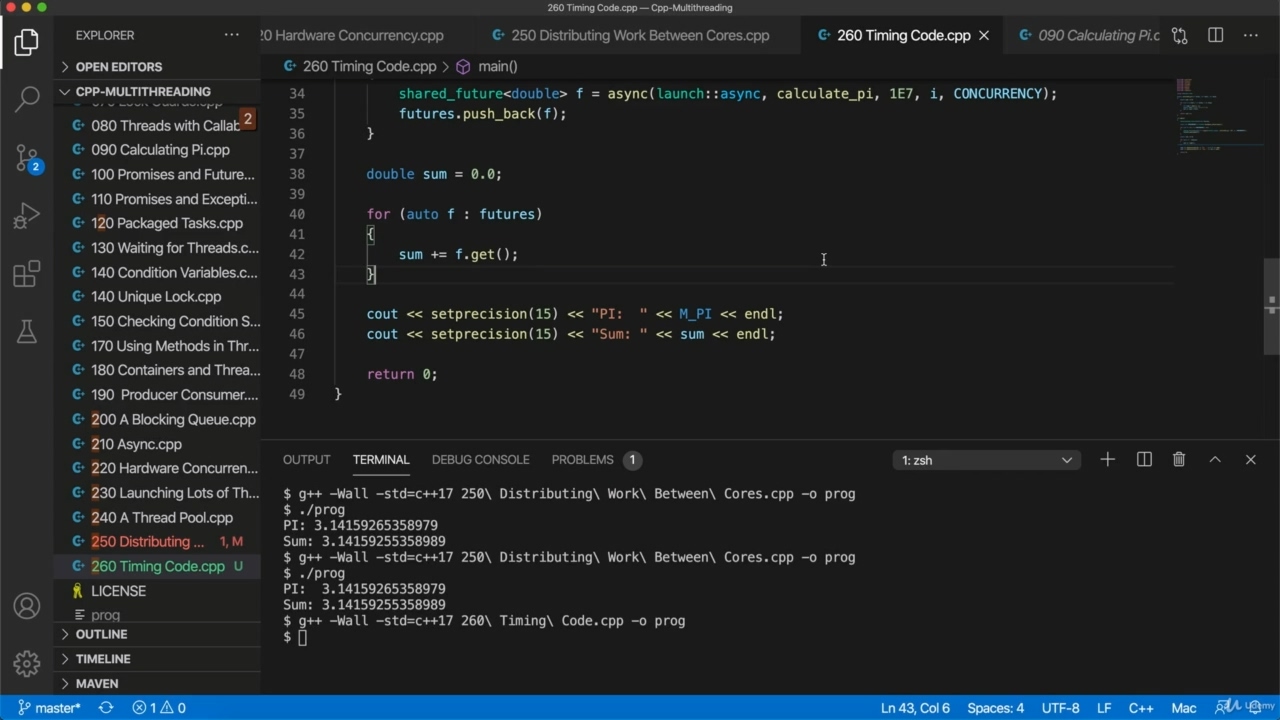 260 Timing Code.cpp — Cpp-Multithreading
EXPLORER
20 Hardware Concurrency.cpp
250 Distributing Work Between Cores.cpp
260 Timing Code.cpp
090 Calculating Pi.c
OPEN EDITORS
260 Timing Code.cpp > main()
CPP-MULTITHREADING
070 Lock Guards.cpp
080 Threads with Callab
2
090 Calculating Pi.cpp
100 Promises and Future...
110 Promises and Excepti...
120 Packaged Tasks.cpp
130 Waiting for Threads.c...
140 Condition Variables.c...
140 Unique Lock.cpp
150 Checking Condition S...
170 Using Methods in Thr...
180 Containers and Threa...
190 Producer Consumer....
200 A Blocking Queue.cpp
210 Async.cpp
220 Hardware Concurren...
230 Launching Lots of Th...
240 A Thread Pool.cpp
250 Distributing ... 1, M
260 Timing Code.cpp U
LICENSE
prog
OUTLINE
TIMELINE
MAVEN
2
34 shared_future<double> f = async(launch::async, calculate_pi, 1E7, i, CONCURRENCY);
35 futures.push_back(f);
36 }
37
38 double sum = 0.0;
39
40 for (auto f : futures)
41 {
42 sum += f.get();
43 }
44
45 cout << setprecision(15) << "PI:  " << M_PI << endl;
46 cout << setprecision(15) << "Sum: " << sum << endl;
47
48 return 0;
49 }
OUTPUT TERMINAL DEBUG CONSOLE PROBLEMS 1 1: zsh
$ g++ -Wall -std=c++17 250\ Distributing\ Work\ Between\ Cores.cpp -o prog
$ ./prog
PI: 3.14159265358979
Sum: 3.14159255358989
$ g++ -Wall -std=c++17 250\ Distributing\ Work\ Between\ Cores.cpp -o prog
$ ./prog
PI:  3.14159265358979
Sum: 3.14159255358989
$ g++ -Wall -std=c++17 260\ Timing\ Code.cpp -o prog
$
master* 1 0 Ln 43, Col 6 Spaces: 4 UTF-8 LF C++ Mac
Udemy